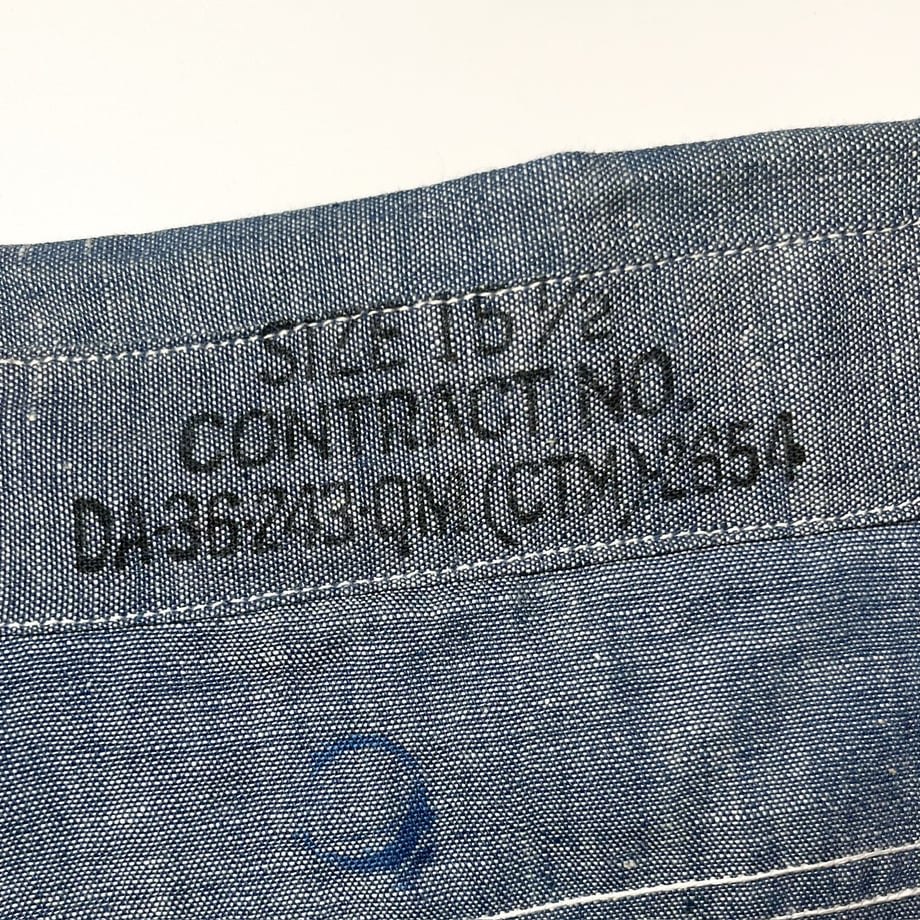 SIZE 15 1/2
CONTRACT NO.
DA-36-243-QM(CTM)-2654